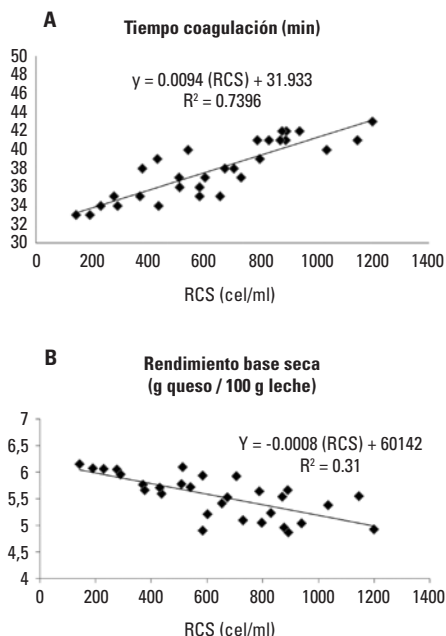 A
Tiempo coagulación (min)
50
48
46
44
42
40
38
36
34
32
30
y = 0.0094 (RCS) + 31.933
R² = 0.7396
0 200 400 600 800 1000 1200 1400
RCS (cel/ml)
B
Rendimiento base seca
(g queso / 100 g leche)
7
6,5
6
5,5
5
4,5
4
Y = -0.0008 (RCS) + 60142
R² = 0.31
0 200 400 600 800 1000 1200 1400
RCS (cel/ml)